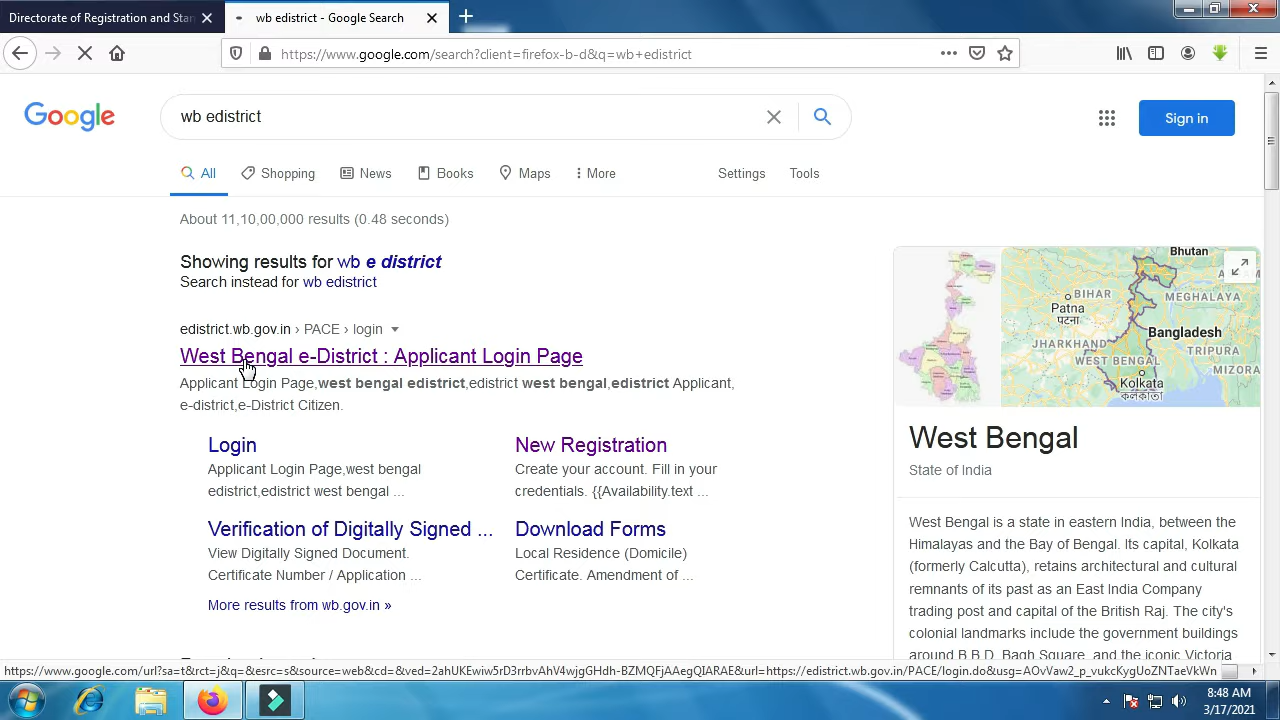 Directore of Registration and Stan
wb edistrict - Google Search
https://www.google.com/search?client=firefox-b-d&q=wb+edistrict
Google
wb edistrict
Sign in
All
Shopping
News
Books
Maps
More
Settings
Tools
About 11,10,00,000 results (0.48 seconds)
Showing results for wb e district
Search instead for wb edistrict
edistrict.wb.gov.in › PACE › login
West Bengal e-District : Applicant Login Page
Applicant Login Page,west bengal edistrict,edistrict west bengal,edistrict Applicant,
e-district,e-District Citizen.
Login
Applicant Login Page,west bengal
edistrict,edistrict west bengal ...
New Registration
Create your account. Fill in your
credentials. {{Availability.text ...
Verification of Digitally Signed ...
View Digitally Signed Document.
Certificate Number / Application ...
Download Forms
Local Residence (Domicile)
Certificate. Amendment of ...
More results from wb.gov.in »
Bhutan
BIHAR
MEGHALAYA
Patna
पटना
Bangladesh
JHARKHAND
TRIPURA
WEST BENGAL
MIZORA
Kolkata
কলকাতা
West Bengal
State of India
West Bengal is a state in eastern India, between the
Himalayas and the Bay of Bengal. Its capital, Kolkata
(formerly Calcutta), retains architectural and cultural
remnants of its past as an East India Company
trading post and capital of the British Raj. The city's
colonial landmarks include the government buildings
around B.B.D. Bagh Square, and the iconic Victoria
https://www.google.com/url?sa=t&rct=j&q=&esrc=s&source=web&cd=&ved=2ahUKEwiw5rD3rrbvAhV4wjgGHdh-BZMQFjAAegQIARAE&url=https://edistrict.wb.gov.in/PACE/login.do&usg=AOvVaw2_p_vukcKygUoZNTaeVkWn
8:48 AM
3/17/2021